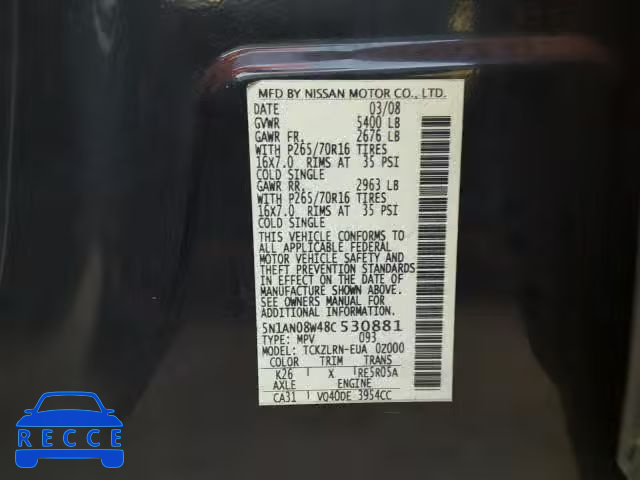 MFD BY NISSAN MOTOR CO., LTD.
DATE 03/08
GVWR 5400 LB
GAWR FR. 2676 LB
WITH P265/70R16 TIRES
16X7.0 RIMS AT 35 PSI
COLD SINGLE
GAWR RR. 2963 LB
WITH P265/70R16 TIRES
16X7.0 RIMS AT 35 PSI
COLD SINGLE
THIS VEHICLE CONFORMS TO
ALL APPLICABLE FEDERAL
MOTOR VEHICLE SAFETY AND
THEFT PREVENTION STANDARDS
IN EFFECT ON THE DATE OF
MANUFACTURE SHOWN ABOVE.
SEE OWNERS MANUAL FOR
ADDITIONAL INFORMATION.
5N1AN08W48C530881
TYPE: MPV 093
MODEL: TCKZLRN-EUA 0Z000
COLOR TRIM TRANS
K26 X RE5R05A
AXLE ENGINE
CA31 VQ40DE 3954CC
RECCE